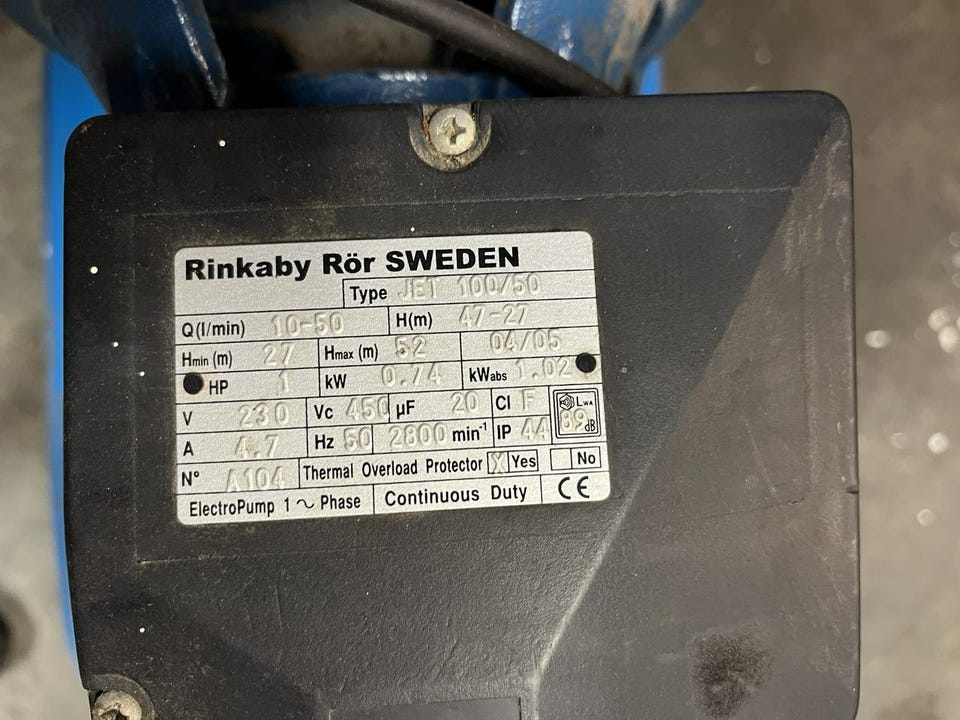 Rinkaby Rör SWEDEN
Type JET 100/50
Q(l/min) 10-50 H(m) 47-27
Hmin (m) 27 Hmax (m) 52 04/05
HP 1 kW 0.74 kWabs 1.02
V 230 Vc 450 µF 20 Cl F LWA
A 4.7 Hz 50 2800 min-1 IP 44 89 dB
N° A104 Thermal Overload Protector X Yes No
ElectroPump 1 ~ Phase Continuous Duty CE